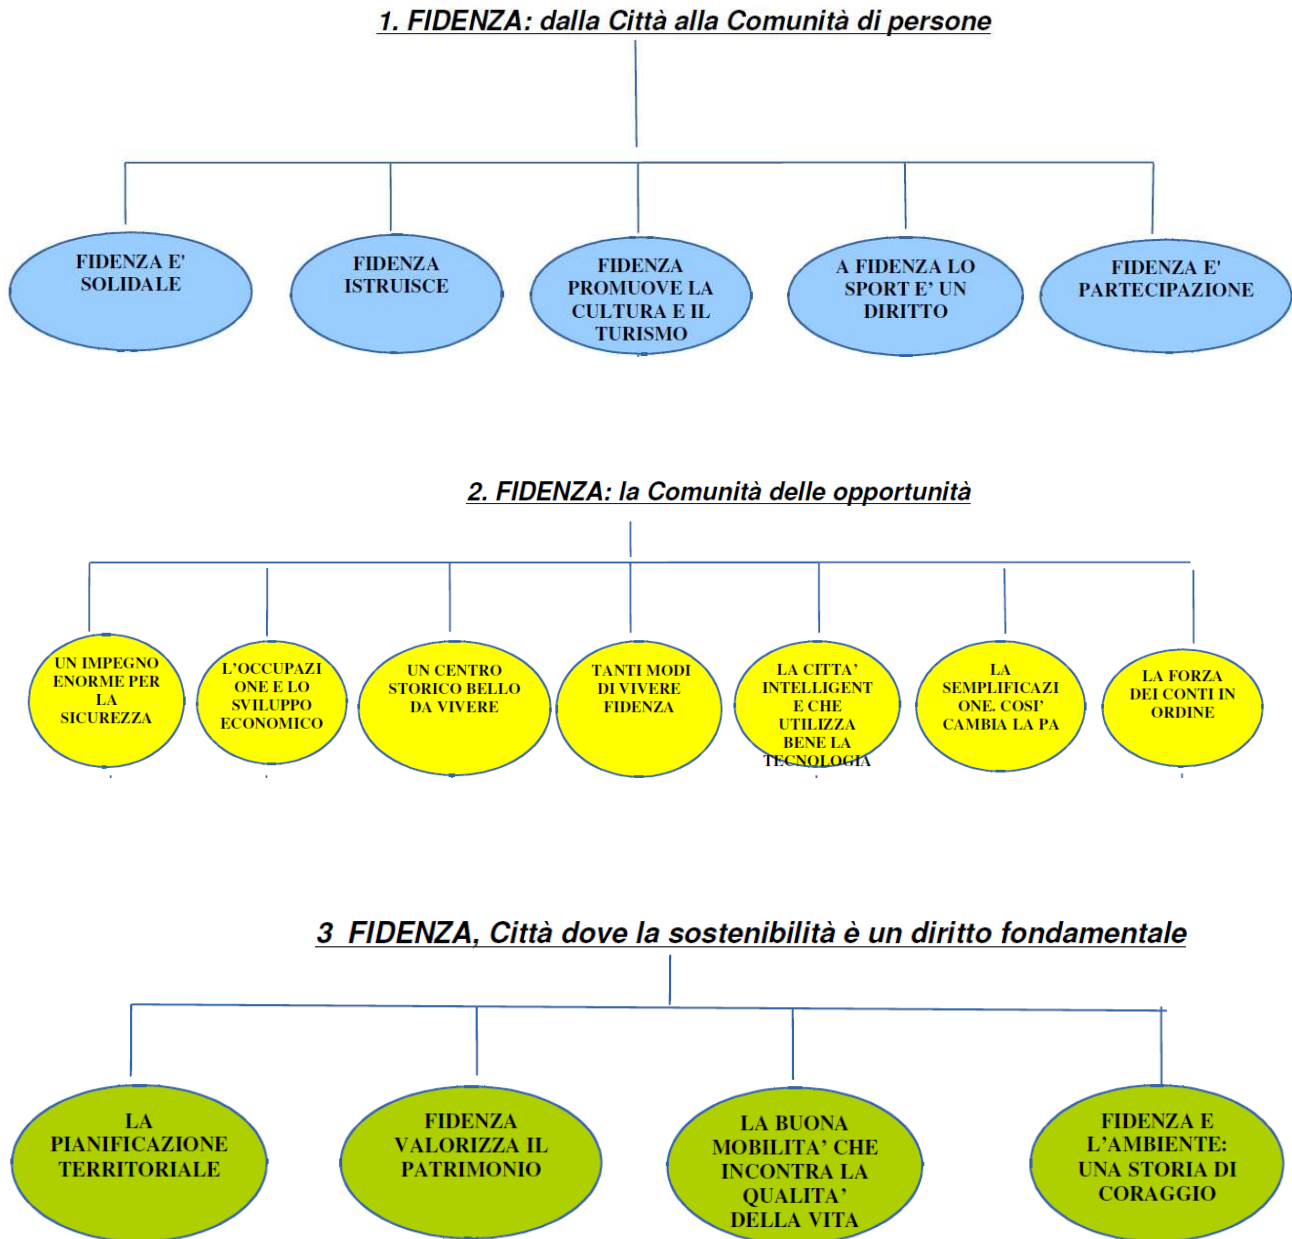 1. FIDENZA: dalla Città alla Comunità di persone
FIDENZA E'
SOLIDALE
FIDENZA
ISTRUISCE
FIDENZA
PROMUOVE LA
CULTURA E IL
TURISMO
A FIDENZA LO
SPORT E’ UN
DIRITTO
FIDENZA E'
PARTECIPAZIONE
2. FIDENZA: la Comunità delle opportunità
UN IMPEGNO
ENORME PER
LA
SICUREZZA
L’OCCUPAZI
ONE E LO
SVILUPPO
ECONOMICO
UN CENTRO
STORICO BELLO
DA VIVERE
TANTI MODI
DI VIVERE
FIDENZA
LA CITTA’
INTELLIGENT
E CHE
UTILIZZA
BENE LA
TECNOLOGIA
LA
SEMPLIFICAZI
ONE. COSI’
CAMBIA LA PA
LA FORZA
DEI CONTI IN
ORDINE
3 FIDENZA, Città dove la sostenibilità è un diritto fondamentale
LA
PIANIFICAZIONE
TERRITORIALE
FIDENZA
VALORIZZA IL
PATRIMONIO
LA BUONA
MOBILITA’ CHE
INCONTRA LA
QUALITA’
DELLA VITA
FIDENZA E
L’AMBIENTE:
UNA STORIA DI
CORAGGIO